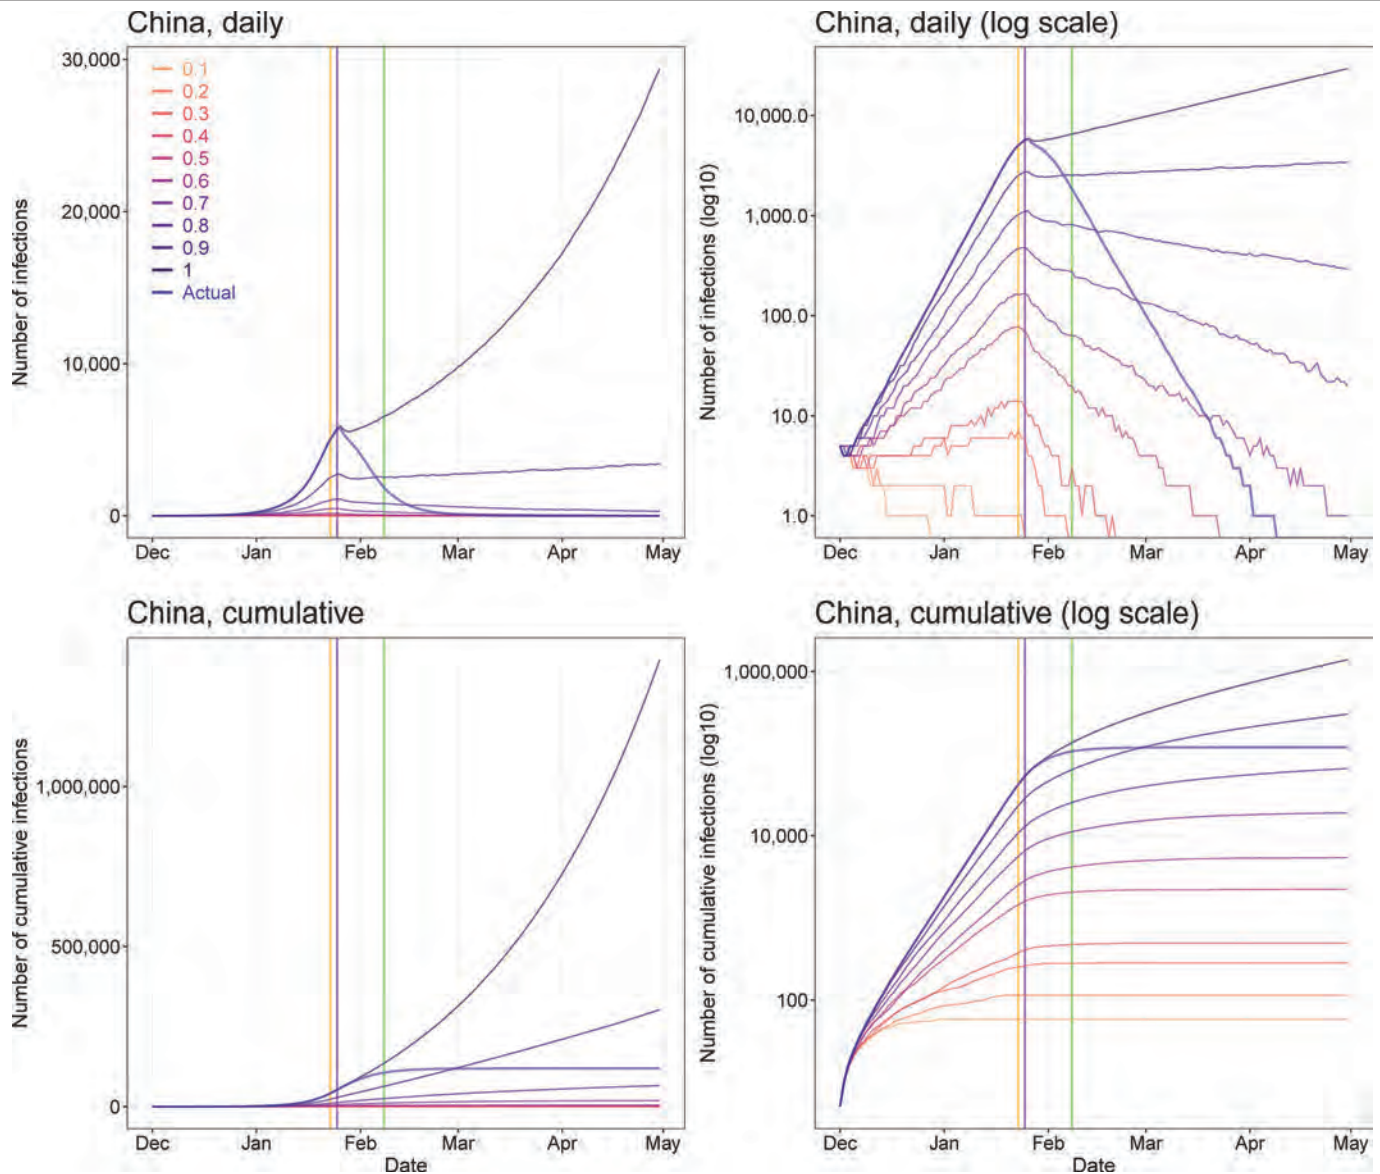 China, daily
Number of infections
30,000
20,000
10,000
0
0.1
0.2
0.3
0.4
0.5
0.6
0.7
0.8
0.9
1
Actual
Dec Jan Feb Mar Apr May
China, daily (log scale)
Number of infections (log10)
10,000.0
1,000.0
100.0
10.0
1.0
Dec Jan Feb Mar Apr May
China, cumulative
Number of cumulative infections
1,000,000
500,000
0
Dec Jan Feb Mar Apr May
Date
China, cumulative (log scale)
Number of cumulative infections (log10)
1,000,000
10,000
100
Dec Jan Feb Mar Apr May
Date